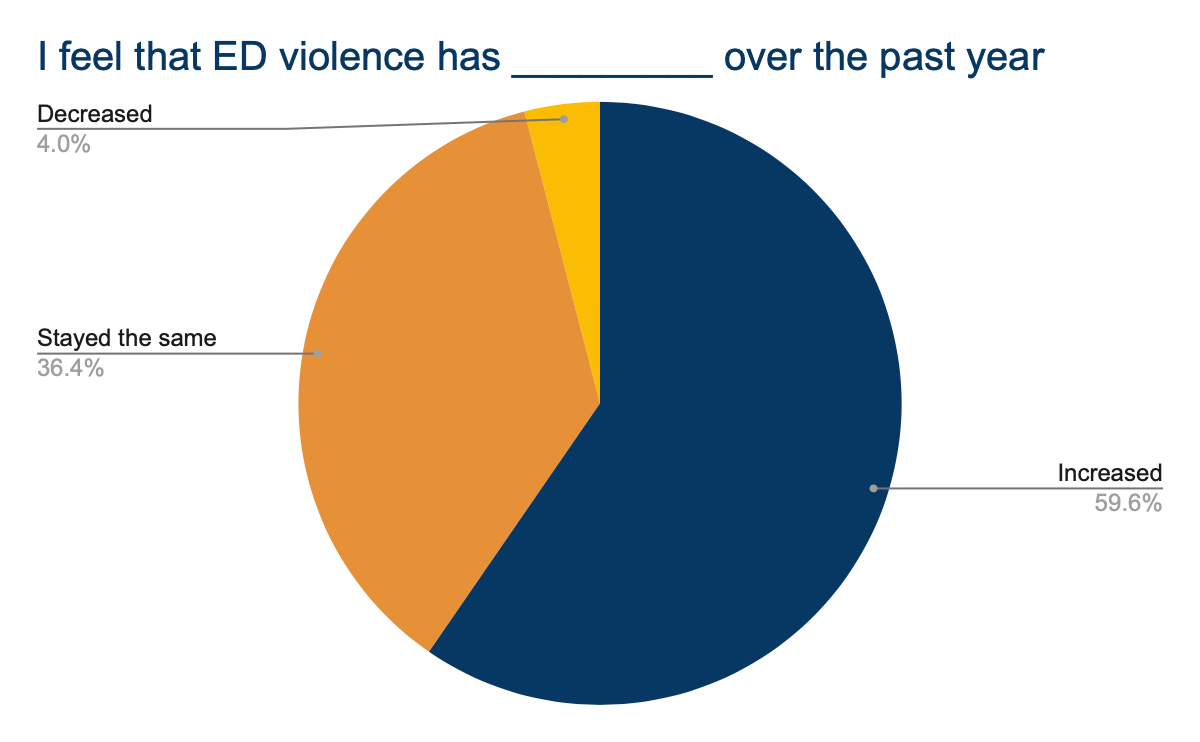 I feel that ED violence has _________ over the past year
Decreased
4.0%
Stayed the same
36.4%
Increased
59.6%